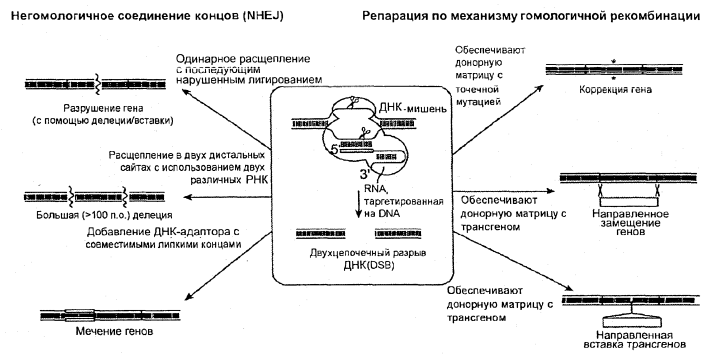 Негомологичное соединение концов (NHEJ)
Репарация по механизму гомологичной рекомбинации
Одинарное расщепление
с последующим
нарушенным лигированием
Разрушение гена
(с помощью делеции/вставки)
Расщепление в двух дистальных
сайтах с использованием двух
различных РНК
Большая (>100 п.о.) делеция
Добавление ДНК-адаптора с
совместимыми липкими концами
Мечение генов
ДНК-мишень
5'
3'
RNA,
таргетированная
на DNA
Двухцепочечный разрыв
ДНК(DSB)
Обеспечивают
донорную
матрицу с
точечной
мутацией
*
*
Коррекция гена
Обеспечивают
донорную матрицу с
трансгеном
Направленное
замещение
генов
Обеспечивают
донорную матрицу с
трансгеном
Направленная
вставка трансгенов